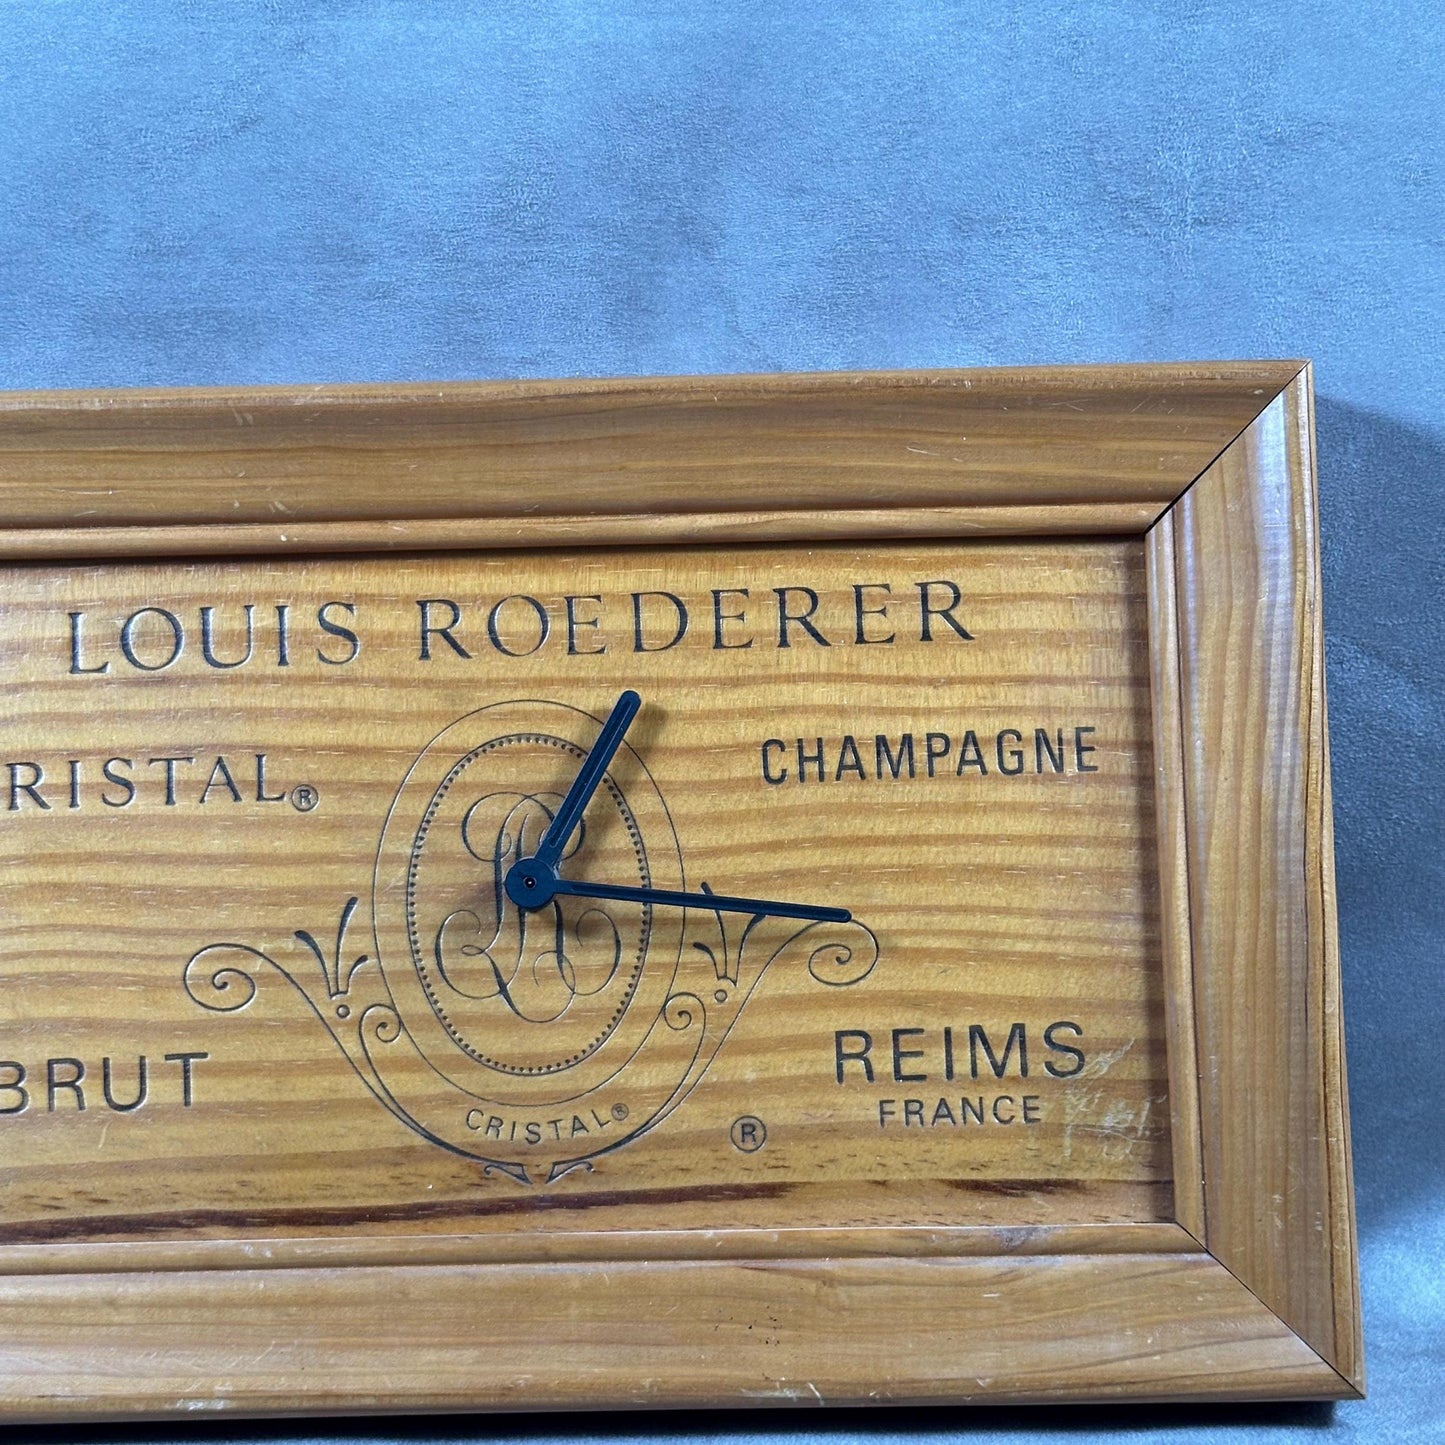 LOUIS ROEDERER
RISTAL®
CHAMPAGNE
BRUT
REIMS
FRANCE
CRISTAL®
®